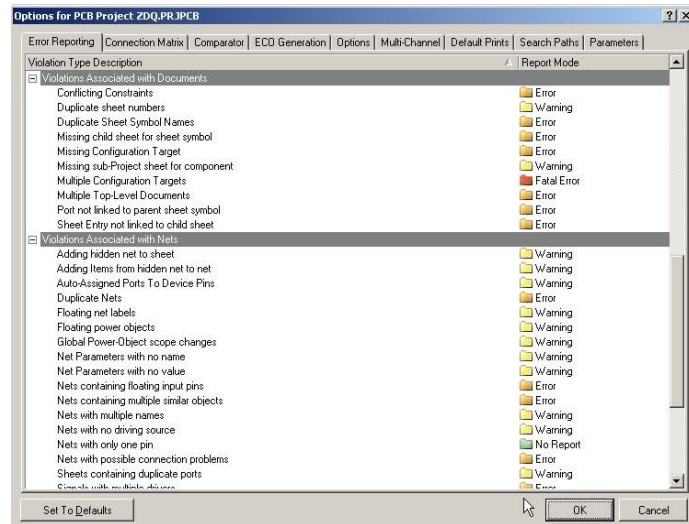 Options for PCB Project ZDQ.PRJPCB
Error Reporting Connection Matrix Comparator ECO Generation Options Multi-Channel Default Prints Search Paths Parameters
Violation Type Description Report Mode
Violations Associated with Documents
Conflicting Constraints Error
Duplicate sheet numbers Warning
Duplicate Sheet Symbol Names Error
Missing child sheet for sheet symbol Error
Missing Configuration Target Error
Missing sub-Project sheet for component Warning
Multiple Configuration Targets Fatal Error
Multiple Top-Level Documents Error
Port not linked to parent sheet symbol Error
Sheet Entry not linked to child sheet Error
Violations Associated with Nets
Adding hidden net to sheet Warning
Adding Items from hidden net to net Warning
Auto-Assigned Ports To Device Pins Warning
Duplicate Nets Error
Floating net labels Warning
Floating power objects Warning
Global Power-Object scope changes Warning
Net Parameters with no name Warning
Net Parameters with no value Warning
Nets containing floating input pins Error
Nets containing multiple similar objects Error
Nets with multiple names Warning
Nets with no driving source Warning
Nets with only one pin No Report
Nets with possible connection problems Error
Sheets containing duplicate ports Warning
Signals with multiple drivers Error
Set To Defaults OK Cancel